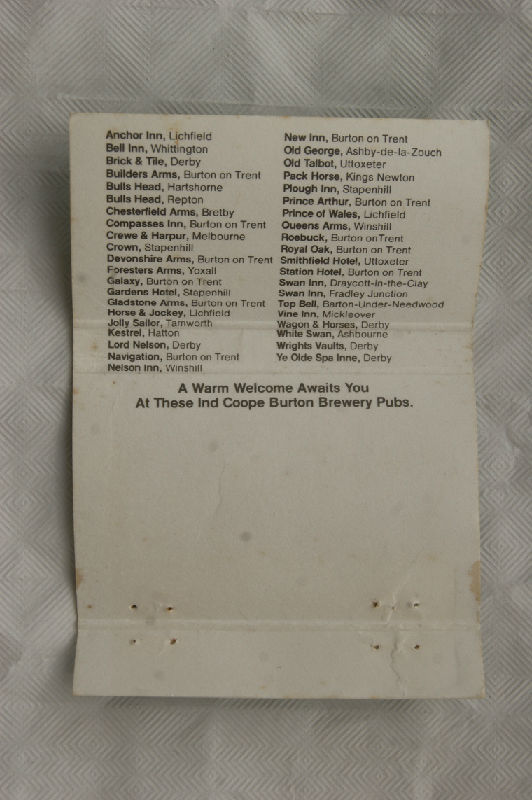 Anchor Inn, Lichfield
Bell Inn, Whittington
Brick & Tile, Derby
Builders Arms, Burton on Trent
Bulls Head, Hartshorne
Bulls Head, Repton
Chesterfield Arms, Bretby
Compasses Inn, Burton on Trent
Crewe & Harpur, Melbourne
Crown, Stapenhill
Devonshire Arms, Burton on Trent
Foresters Arms, Yoxall
Galaxy, Burton on Trent
Gardens Hotel, Stapenhill
Gladstone Arms, Burton on Trent
Horse & Jockey, Lichfield
Jolly Sailor, Tamworth
Kestrel, Hatton
Lord Nelson, Derby
Navigation, Burton on Trent
Nelson Inn, Winshill
New Inn, Burton on Trent
Old George, Ashby-de-la-Zouch
Old Talbot, Uttoxeter
Pack Horse, Kings Newton
Plough Inn, Stapenhill
Prince Arthur, Burton on Trent
Prince of Wales, Lichfield
Queens Arms, Winshill
Roebuck, Burton onTrent
Royal Oak, Burton on Trent
Smithfield Hotel, Uttoxeter
Station Hotel, Burton on Trent
Swan Inn, Draycott-in-the-Clay
Swan Inn, Fradley Junction
Top Bell, Barton-Under-Needwood
Vine Inn, Mickleover
Wagon & Horses, Derby
White Swan, Ashbourne
Wrights Vaults, Derby
Ye Olde Spa Inne, Derby
A Warm Welcome Awaits You
At These Ind Coope Burton Brewery Pubs.